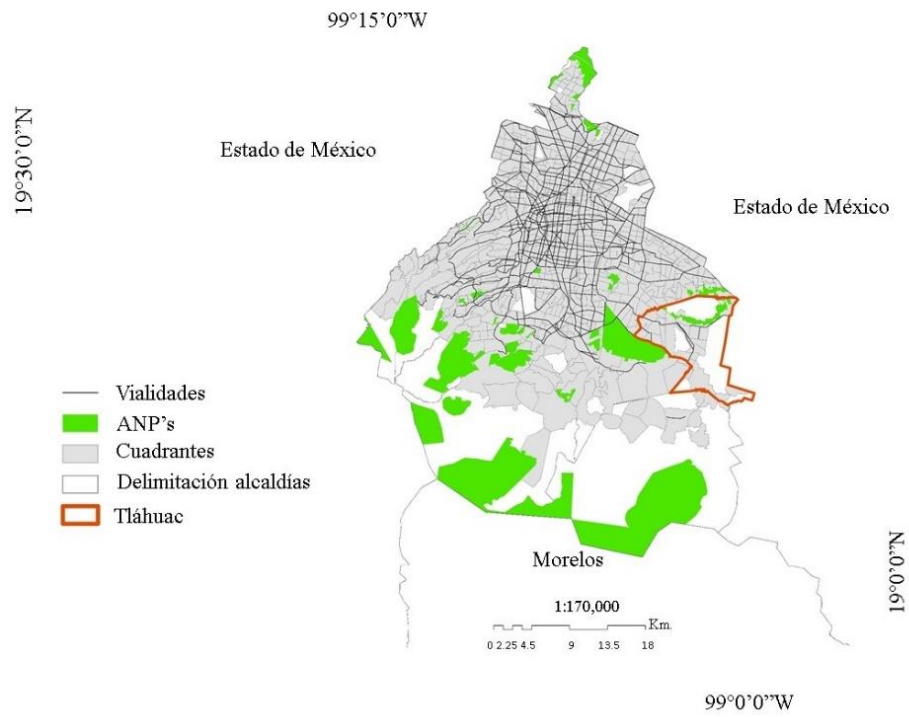 99°15’0”W
19°30’0”N
Estado de México
Estado de México
Vialidades
ANP’s
Cuadrantes
Delimitación alcaldías
Tláhuac
Morelos
1:170,000
Km.
0 2.25 4.5 9 13.5 18
19°0’0”N
99°0’0”W